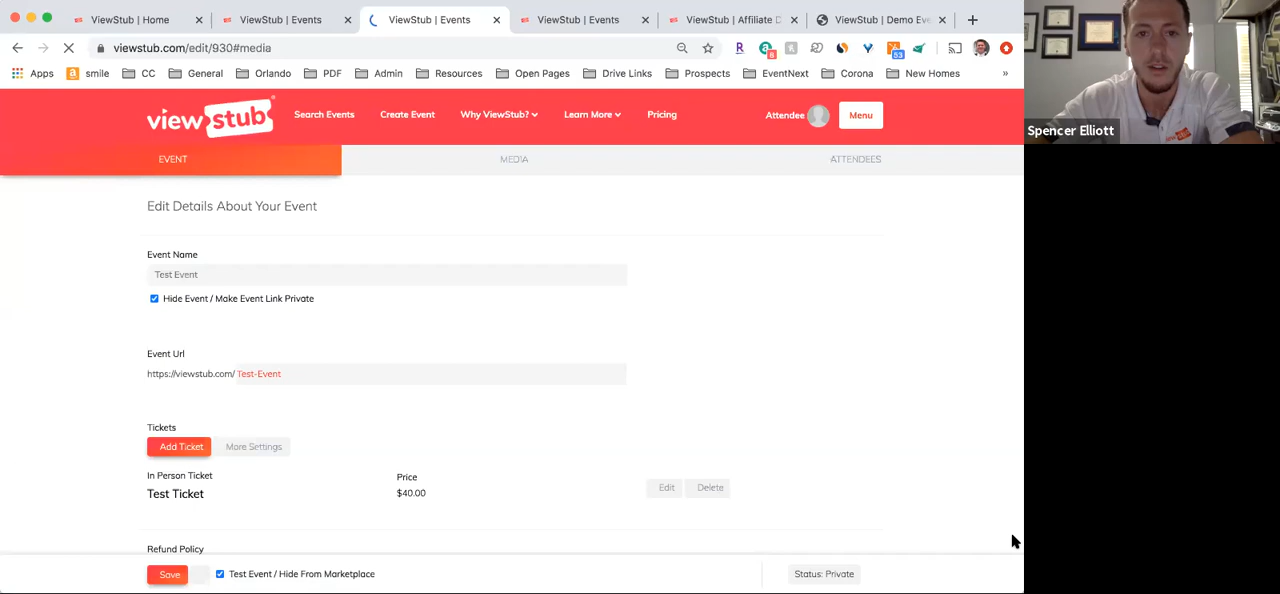 ViewStub | Home
ViewStub | Events
ViewStub | Events
ViewStub | Events
ViewStub | Affiliate D
ViewStub | Demo Eve
viewstub.com/edit/930#media
Apps
smile
CC
General
Orlando
PDF
Admin
Resources
Open Pages
Drive Links
Prospects
EventNext
Corona
New Homes
view stub
Search Events
Create Event
Why ViewStub?
Learn More
Pricing
Attendee
Menu
EVENT
MEDIA
ATTENDEES
Edit Details About Your Event
Event Name
Test Event
Hide Event / Make Event Link Private
Event Url
https://viewstub.com/ Test-Event
Tickets
Add Ticket
More Settings
In Person Ticket
Price
Test Ticket
$40.00
Edit
Delete
Refund Policy
Save
Test Event / Hide From Marketplace
Status: Private
Spencer Elliott